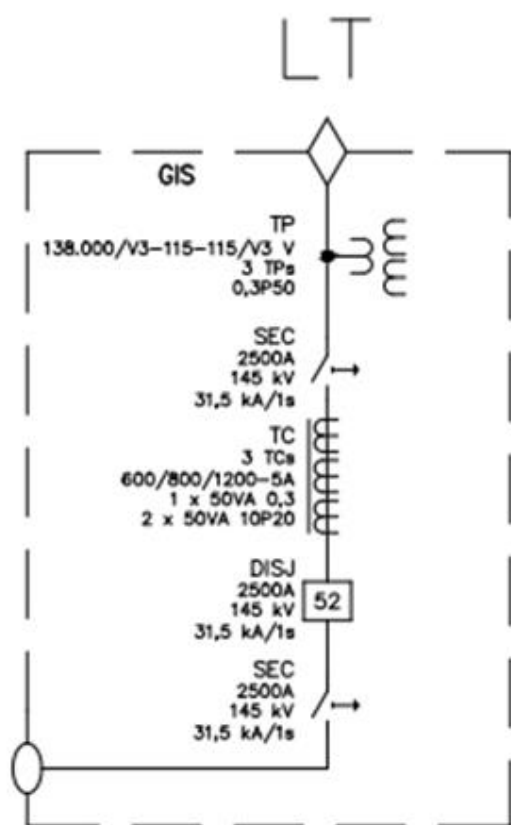 LT
GIS
TP
138.000/V3-115-115/V3 V
3 TPs
0,3P50
SEC
2500A
145 kV
31,5 kA/1s
TC
3 TCs
600/800/1200-5A
1 x 50VA 0,3
2 x 50VA 10P20
DISJ
2500A
145 kV
31,5 kA/1s
52
SEC
2500A
145 kV
31,5 kA/1s